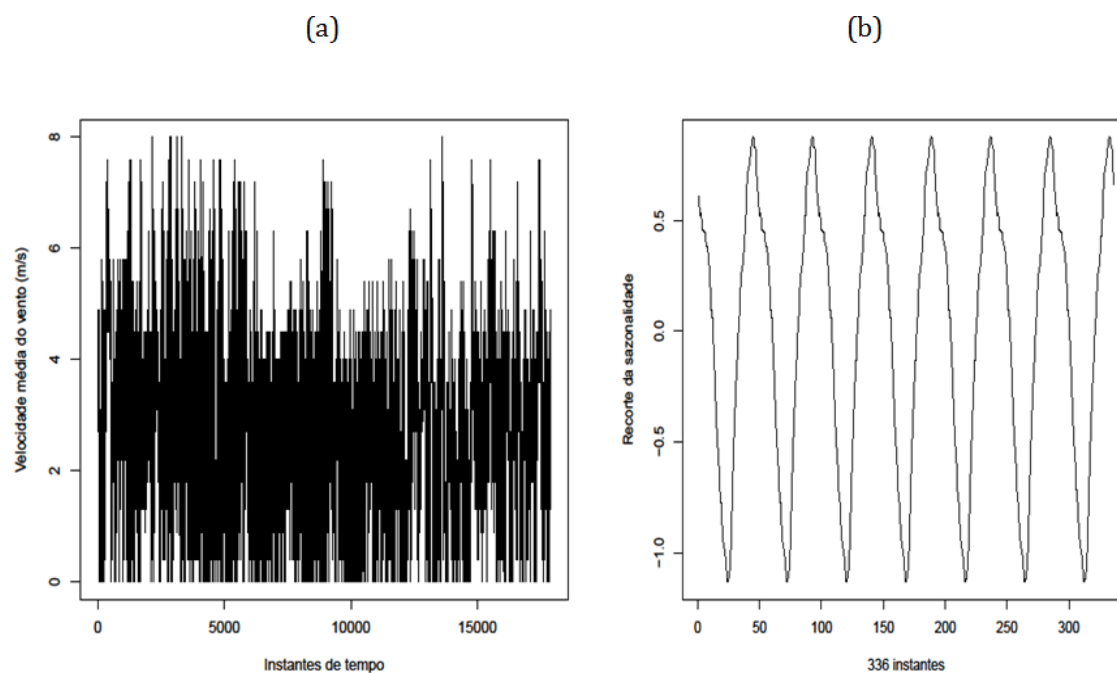 (a)
(b)
Velocidade média do vento (m/s)
8
6
4
2
0
0 5000 10000 15000
Instantes de tempo
Recorte da sazonalidade
0.5
0.0
−0.5
−1.0
0 50 100 150 200 250 300
336 instantes